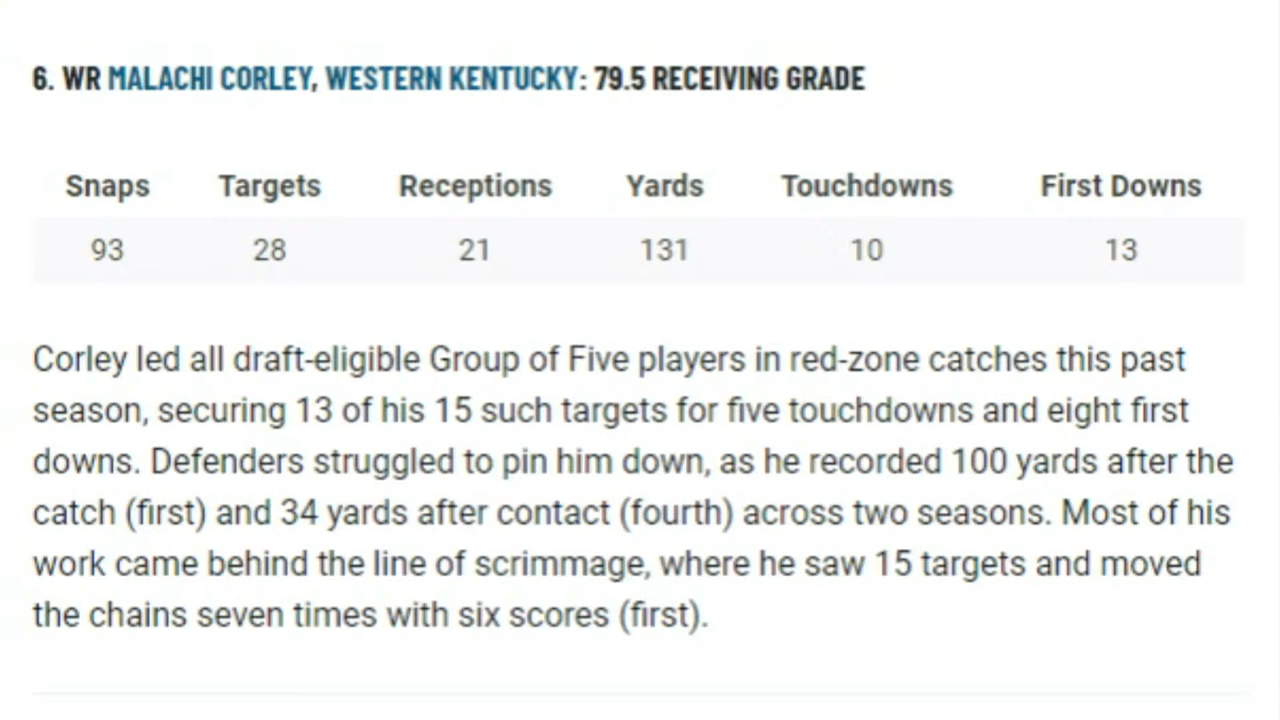 6. WR MALACHI CORLEY, WESTERN KENTUCKY: 79.5 RECEIVING GRADE
Snaps Targets Receptions Yards Touchdowns First Downs
93 28 21 131 10 13
Corley led all draft-eligible Group of Five players in red-zone catches this past
season, securing 13 of his 15 such targets for five touchdowns and eight first
downs. Defenders struggled to pin him down, as he recorded 100 yards after the
catch (first) and 34 yards after contact (fourth) across two seasons. Most of his
work came behind the line of scrimmage, where he saw 15 targets and moved
the chains seven times with six scores (first).